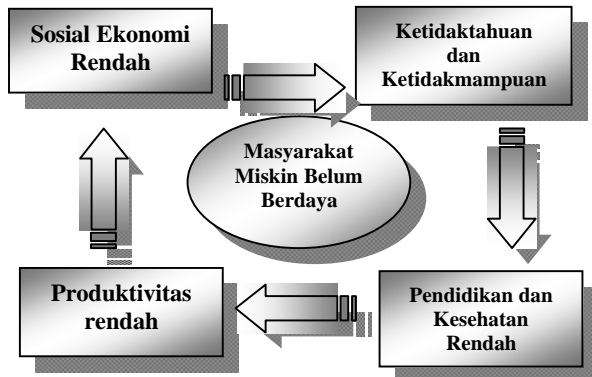 Sosial Ekonomi
Rendah
Ketidaktahuan
dan
Ketidakmampuan
Masyarakat
Miskin Belum
Berdaya
Produktivitas
rendah
Pendidikan dan
Kesehatan
Rendah